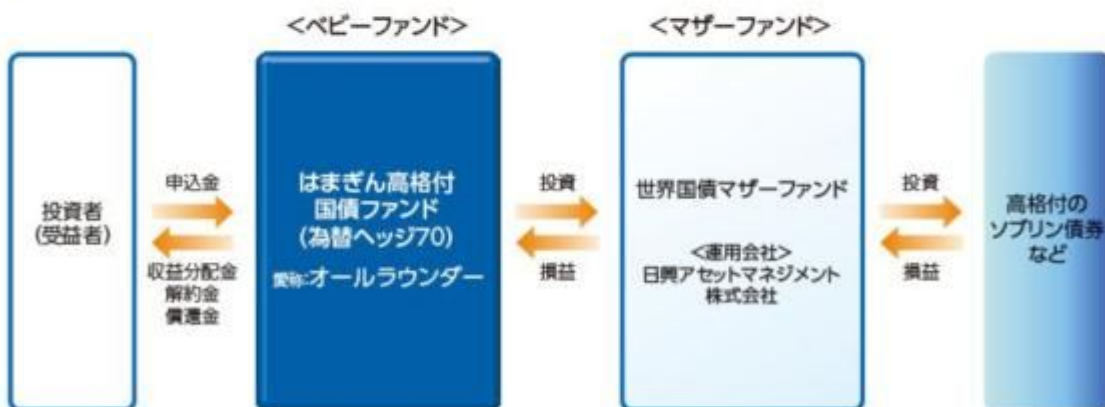 <ベビーファンド>
<マザーファンド>
投資者
(受益者)
申込金
収益分配金
解約金
償還金
はまぎん高格付
国債ファンド
(為替ヘッジ70)
愛称:オールラウンダー
投資
損益
世界国債マザーファンド
<運用会社>
日興アセットマネジメント
株式会社
投資
損益
高格付の
ソブリン債券
など